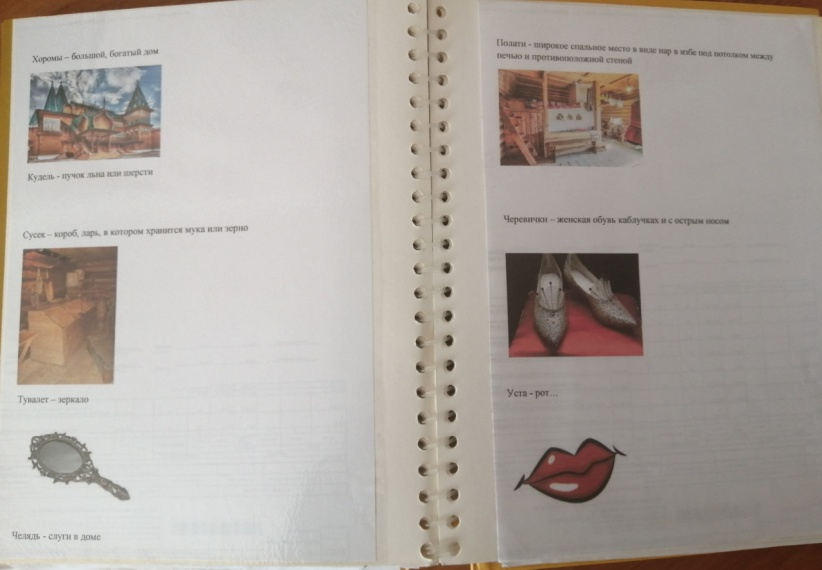 Хоромы – большой, богатый дом
Кудель - пучок льна или шерсти
Сусек – короб, ларь, в котором хранится мука или зерно
Тувалет – зеркало
Челядь - слуги в доме
Полати - широкое спальное место в виде нар в избе под потолком между
печью и противоположной стеной
Черевички – женская обувь каблучках и с острым носом
Уста - рот…